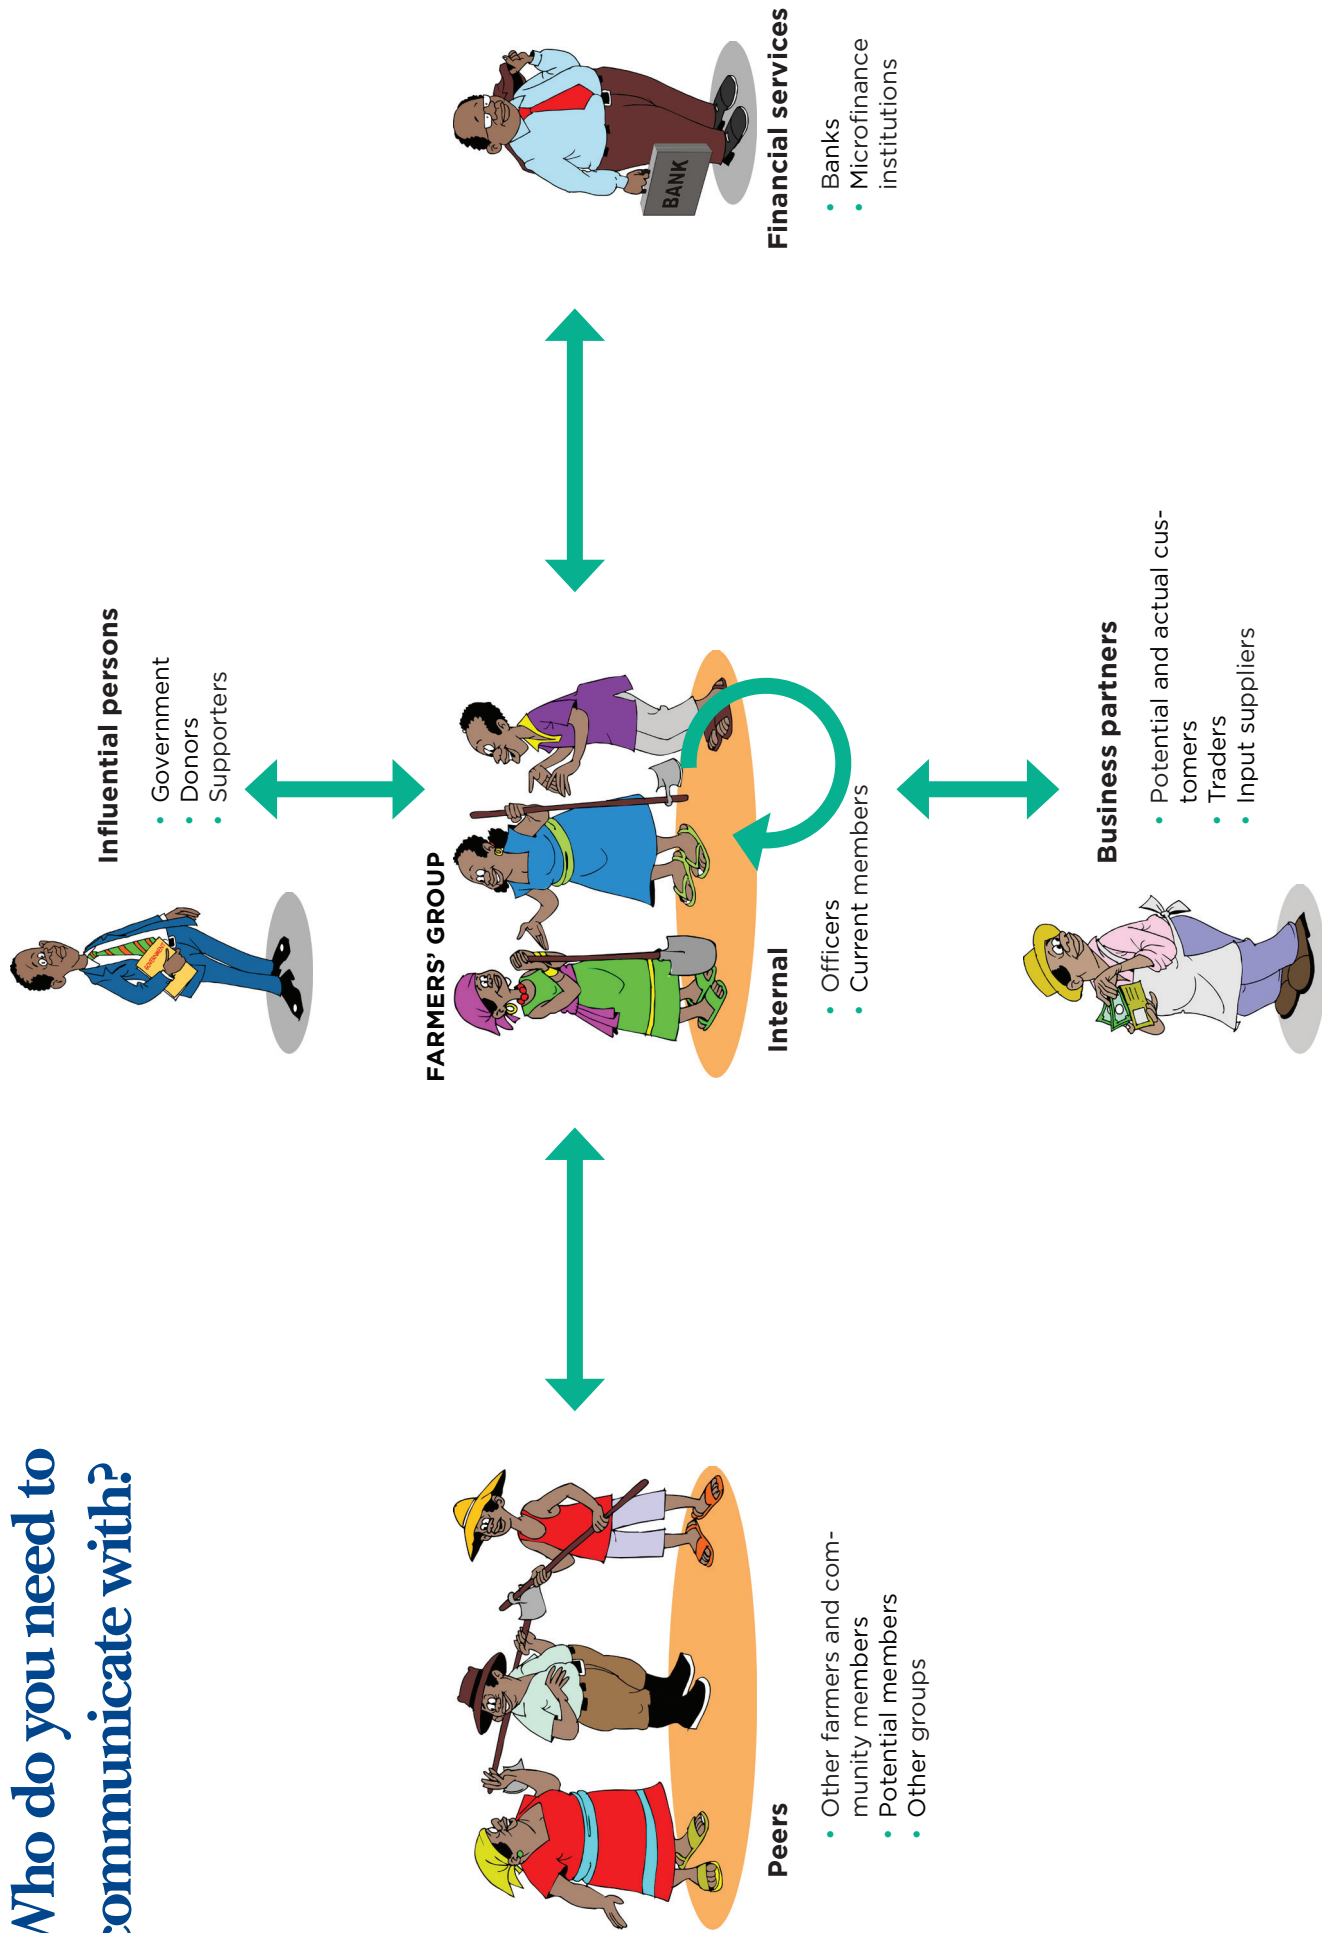 Who do you need to
communicate with?
Influential persons
• Government
• Donors
• Supporters
GOVERNMENT
FARMERS' GROUP
Peers
• Other farmers and com-
munity members
• Potential members
• Other groups
Internal
• Officers
• Current members
BANK
Financial services
• Banks
• Microfinance
institutions
Business partners
• Potential and actual cus-
tomers
• Traders
• Input suppliers